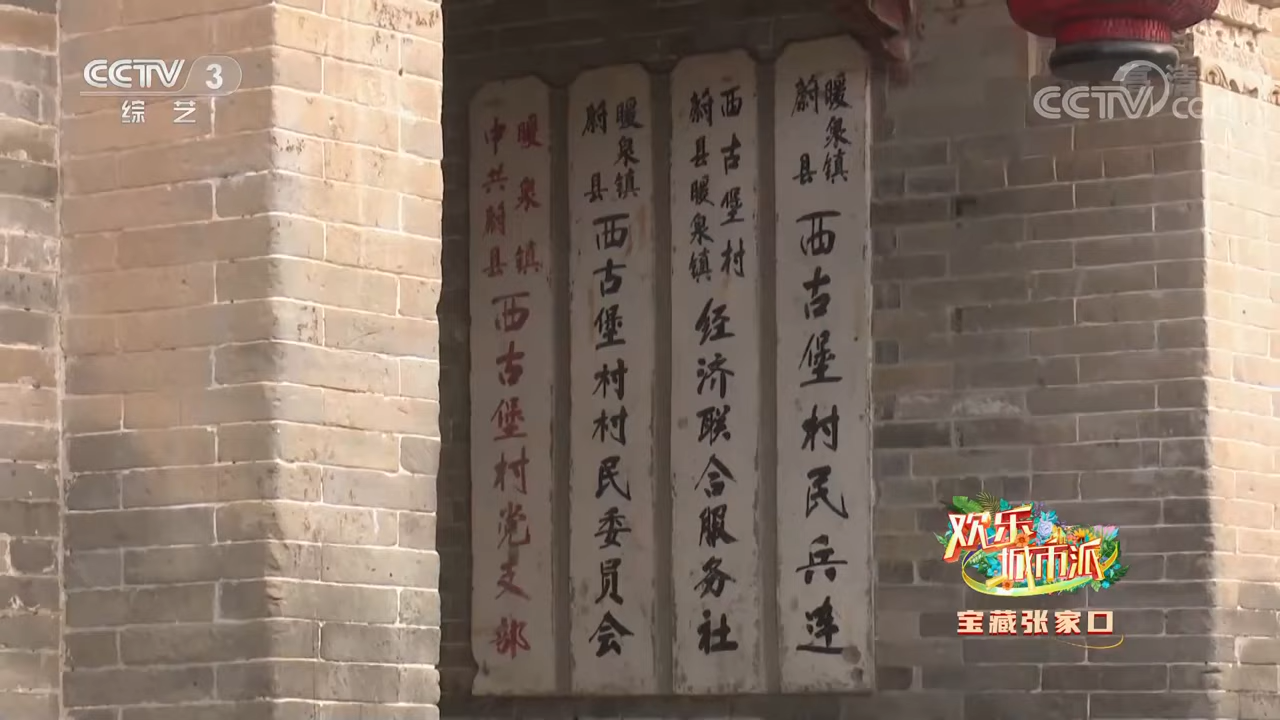 CCTV 3
综艺
高清
CCTV.com
中共蔚县
暖泉镇
西古堡村党支部
蔚县
暖泉镇
西古堡村村民委员会
蔚县暖泉镇
西古堡村
经济联合服务社
蔚县
暖泉镇
西古堡村民兵连
欢乐
城市派
宝藏张家口